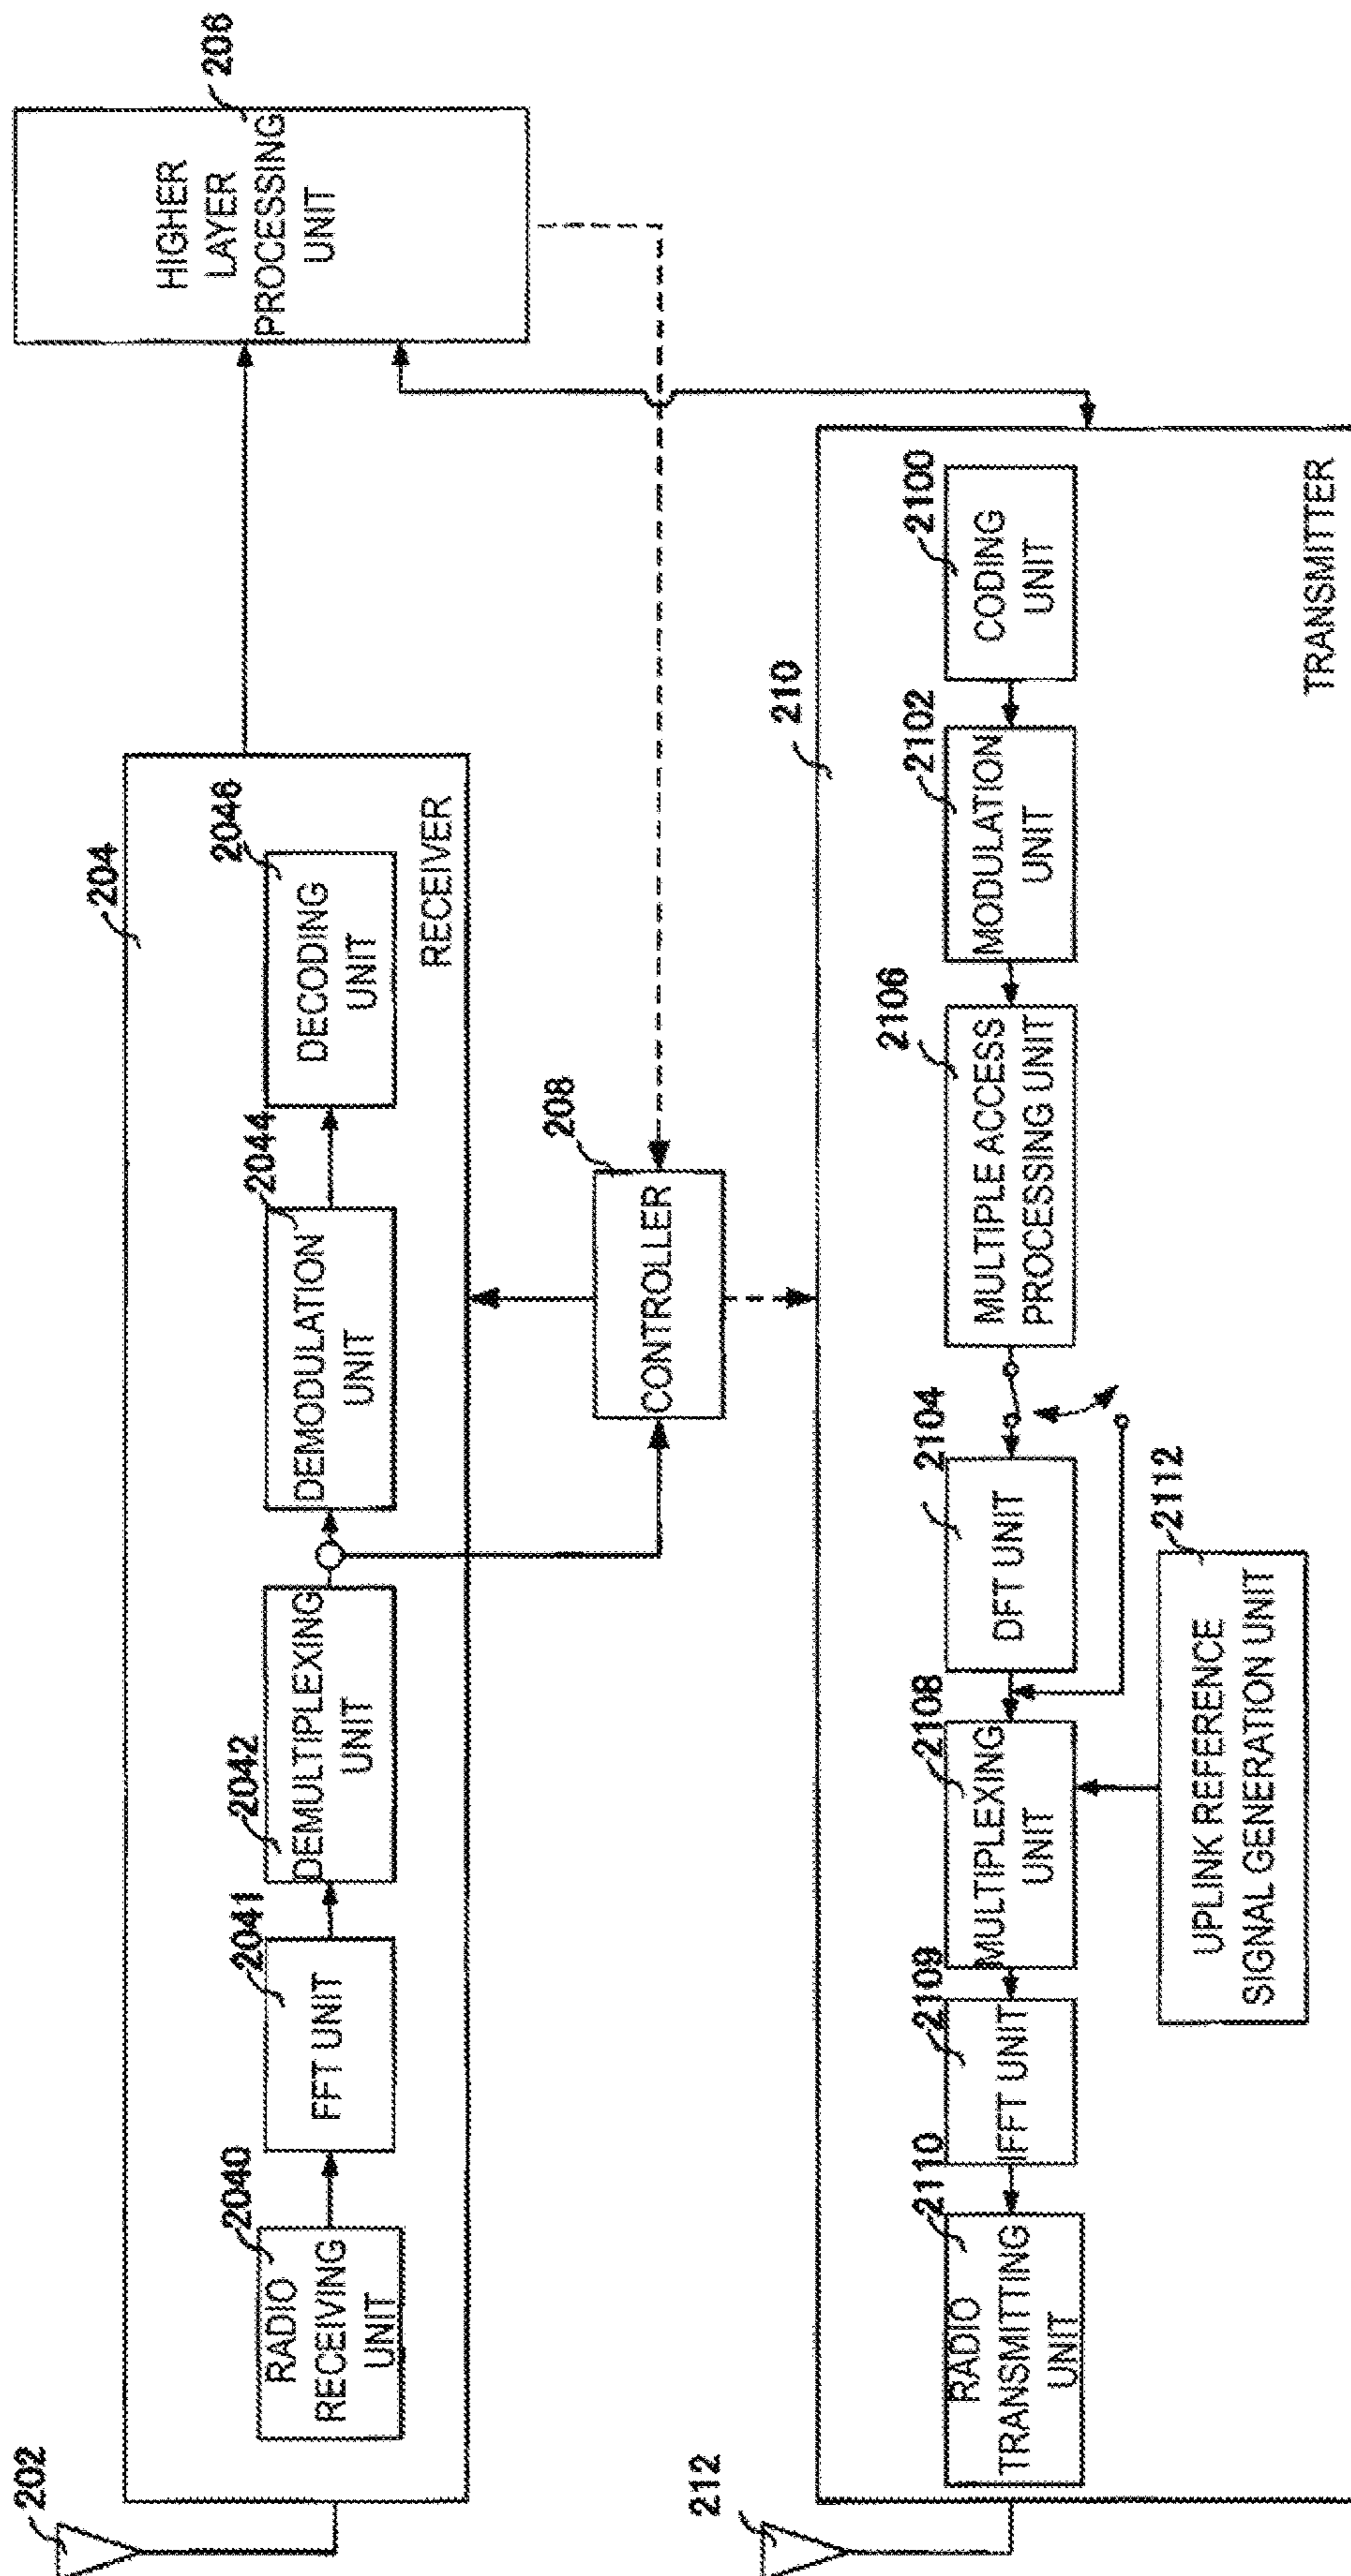 202
204
RECEIVER
2040
RADIO
RECEIVING
UNIT
2041
FFT UNIT
2042
DEMULTIPLEXING
UNIT
2044
DEMODULATION
UNIT
2046
DECODING
UNIT
206
HIGHER
LAYER
PROCESSING
UNIT
208
CONTROLLER
212
210
TRANSMITTER
2110
RADIO
TRANSMITTING
UNIT
2109
IFFT UNIT
2108
MULTIPLEXING
UNIT
2104
DFT UNIT
2106
MULTIPLE ACCESS
PROCESSING UNIT
2102
MODULATION
UNIT
2100
CODING
UNIT
2112
UPLINK REFERENCE
SIGNAL GENERATION UNIT